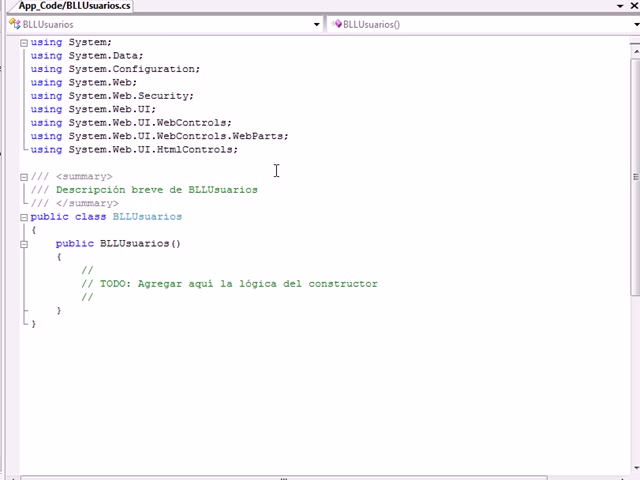 App_Code/BLLUsuarios.cs
BLLUsuarios
BLLUsuarios()
using System;
using System.Data;
using System.Configuration;
using System.Web;
using System.Web.Security;
using System.Web.UI;
using System.Web.UI.WebControls;
using System.Web.UI.WebControls.WebParts;
using System.Web.UI.HtmlControls;
/// <summary>
/// Descripción breve de BLLUsuarios
/// </summary>
public class BLLUsuarios
{
public BLLUsuarios()
{
//
// TODO: Agregar aquí la lógica del constructor
//
}
}